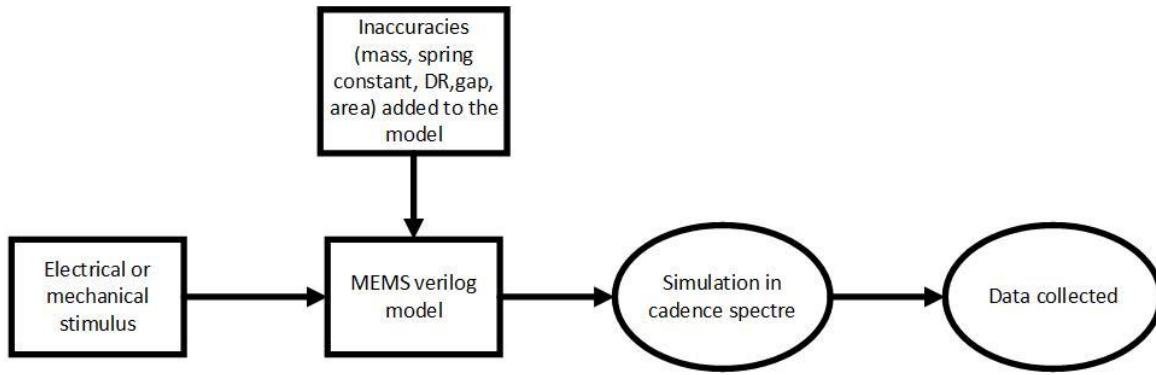 Inaccuracies
(mass, spring
constant, DR,gap,
area) added to the
model
Electrical or
mechanical
stimulus
MEMS verilog
model
Simulation in
cadence spectre
Data collected